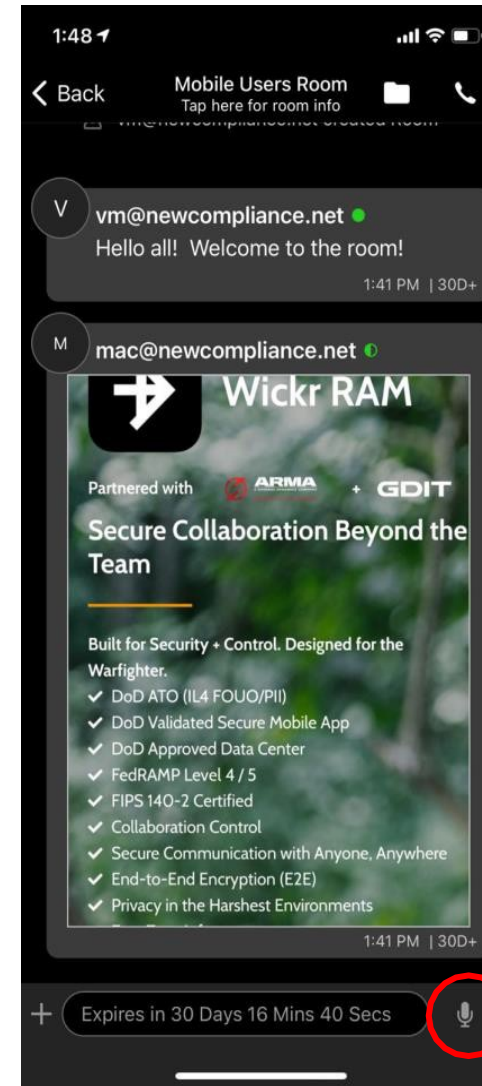 1:48
Back
Mobile Users Room
Tap here for room info
vm@newcompliance.net created Room
V
vm@newcompliance.net
Hello all! Welcome to the room!
1:41 PM | 30D+
M
mac@newcompliance.net
Wickr RAM
Partnered with ARMA + GDIT
Secure Collaboration Beyond the
Team
Built for Security + Control. Designed for the
Warfighter.
✓ DoD ATO (IL4 FOUO/PII)
✓ DoD Validated Secure Mobile App
✓ DoD Approved Data Center
✓ FedRAMP Level 4 / 5
✓ FIPS 140-2 Certified
✓ Collaboration Control
✓ Secure Communication with Anyone, Anywhere
✓ End-to-End Encryption (E2E)
✓ Privacy in the Harshest Environments
1:41 PM | 30D+
Expires in 30 Days 16 Mins 40 Secs